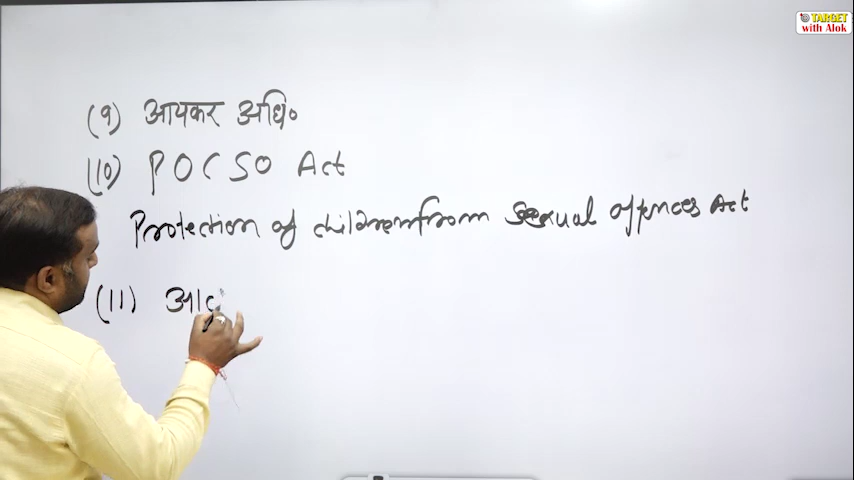 TARGET
with Alok
(9) आयकर अधि०
(10) POCSO Act
Protection of children from Sexual offences Act
(11) आ